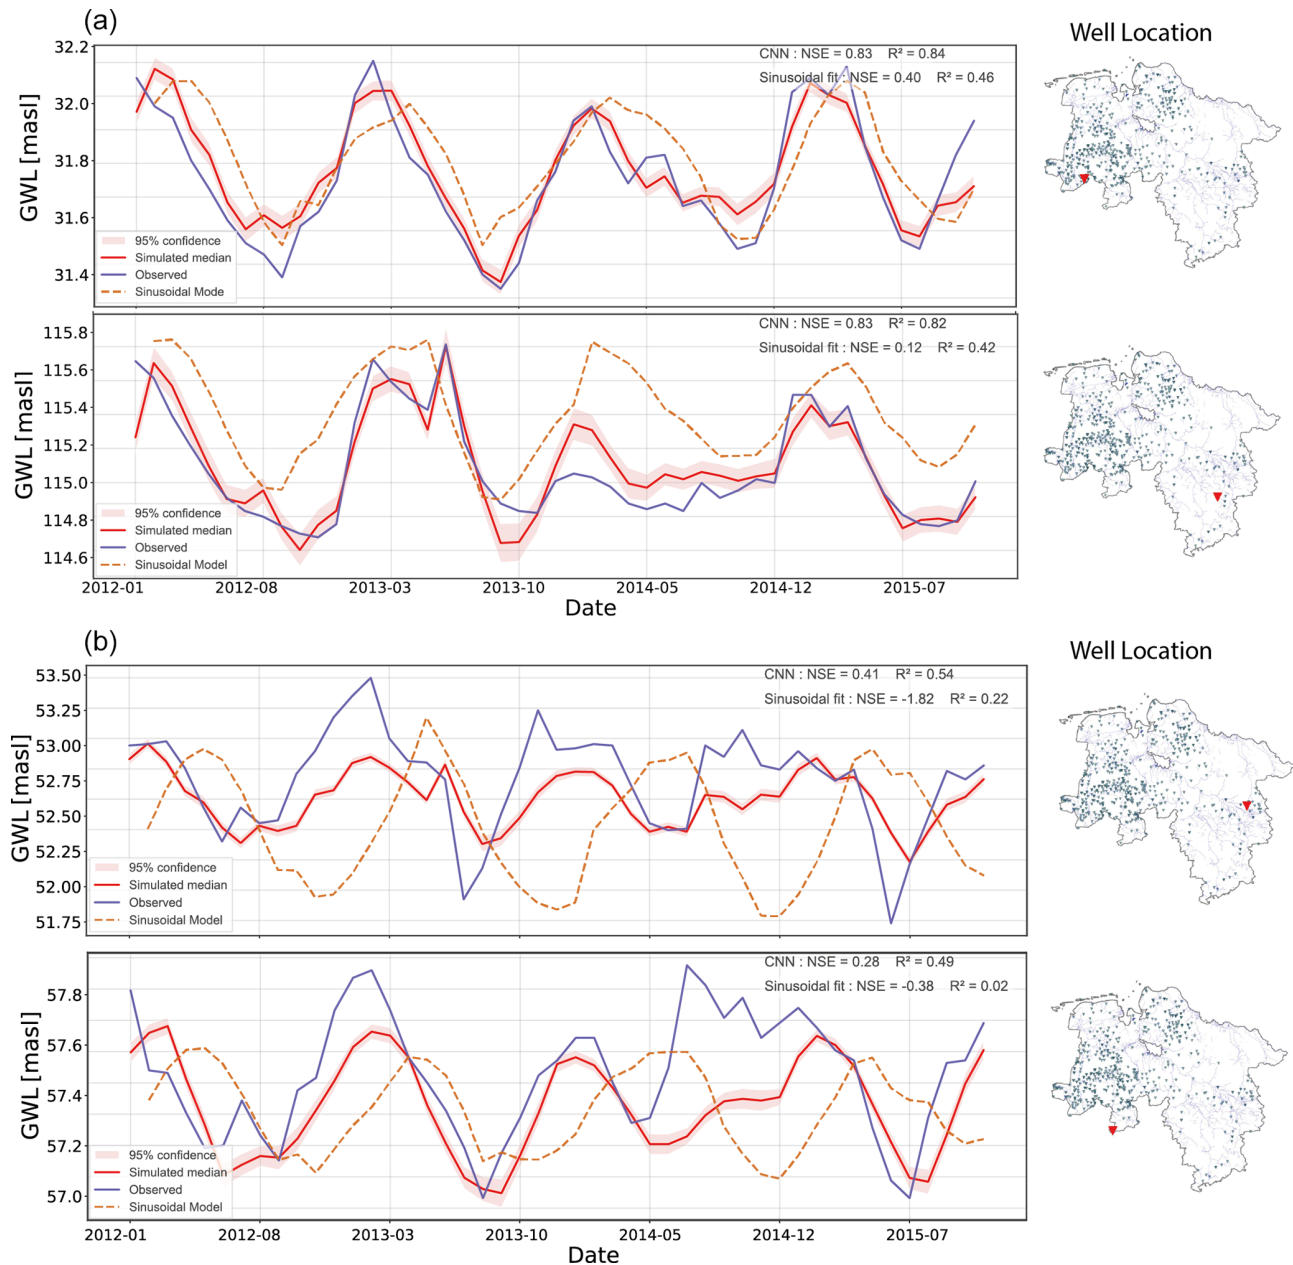 (a)
Well Location
CNN : NSE = 0.83 R² = 0.84
Sinusoidal fit : NSE = 0.40 R² = 0.46
GWL [masl]
32.2
32.0
31.8
31.6
31.4
95% confidence
Simulated median
Observed
Sinusoidal Mode
CNN : NSE = 0.83 R² = 0.82
Sinusoidal fit : NSE = 0.12 R² = 0.42
GWL [masl]
115.8
115.6
115.4
115.2
115.0
114.8
114.6
95% confidence
Simulated median
Observed
Sinusoidal Model
2012-01 2012-08 2013-03 2013-10 2014-05 2014-12 2015-07
Date
(b)
Well Location
CNN : NSE = 0.41 R² = 0.54
Sinusoidal fit : NSE = -1.82 R² = 0.22
GWL [masl]
53.50
53.25
53.00
52.75
52.50
52.25
52.00
51.75
95% confidence
Simulated median
Observed
Sinusoidal Model
CNN : NSE = 0.28 R² = 0.49
Sinusoidal fit : NSE = -0.38 R² = 0.02
GWL [masl]
57.8
57.6
57.4
57.2
57.0
95% confidence
Simulated median
Observed
Sinusoidal Model
2012-01 2012-08 2013-03 2013-10 2014-05 2014-12 2015-07
Date